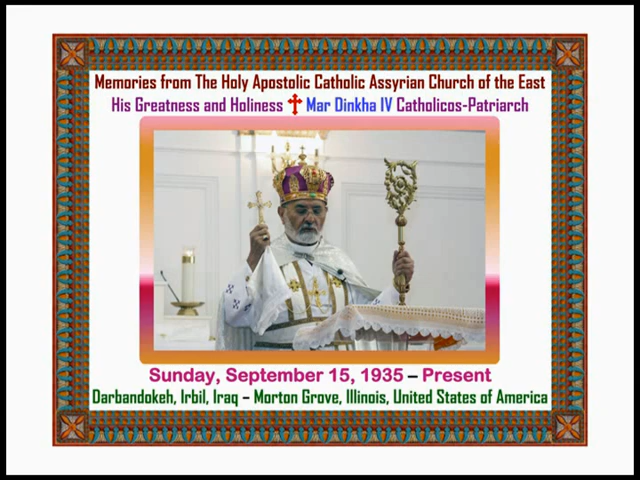 Memories from The Holy Apostolic Catholic Assyrian Church of the East
His Greatness and Holiness Mar Dinkha IV Catholicos-Patriarch
Sunday, September 15, 1935 – Present
Darbandokeh, Irbil, Iraq – Morton Grove, Illinois, United States of America